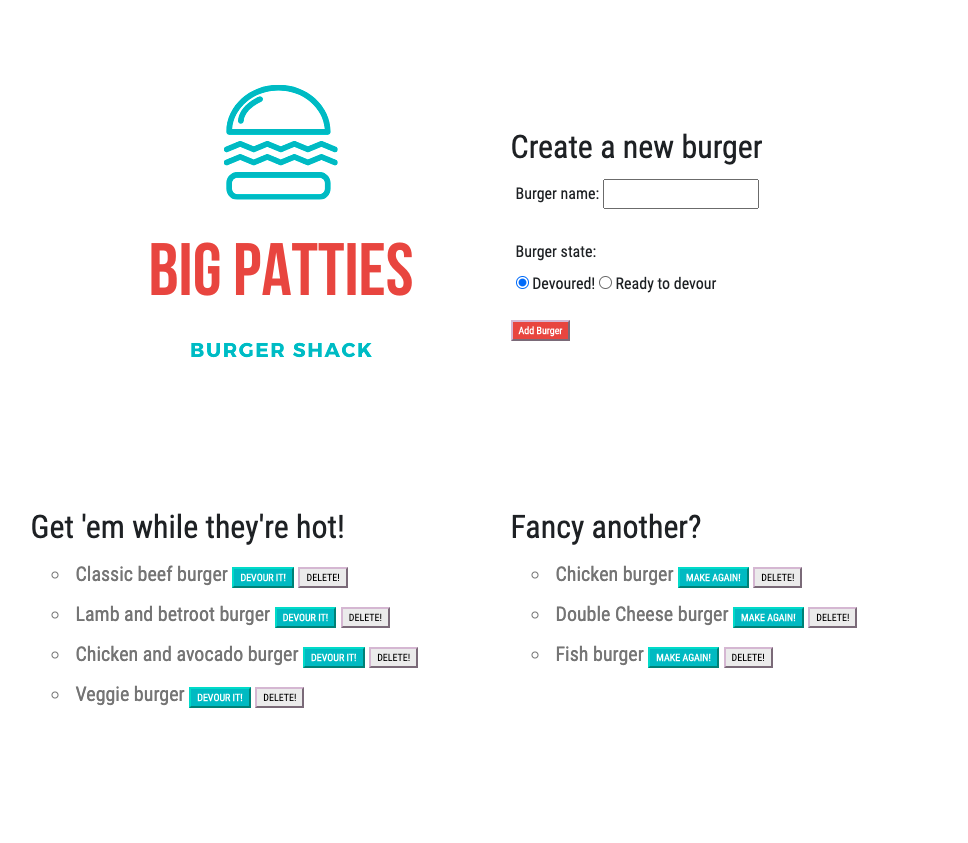 BIG PATTIES
BURGER SHACK
Create a new burger
Burger name:
Burger state:
Devoured! Ready to devour
Add Burger
Get 'em while they're hot!
Classic beef burger DEVOUR IT! DELETE!
Lamb and betroot burger DEVOUR IT! DELETE!
Chicken and avocado burger DEVOUR IT! DELETE!
Veggie burger DEVOUR IT! DELETE!
Fancy another?
Chicken burger MAKE AGAIN! DELETE!
Double Cheese burger MAKE AGAIN! DELETE!
Fish burger MAKE AGAIN! DELETE!